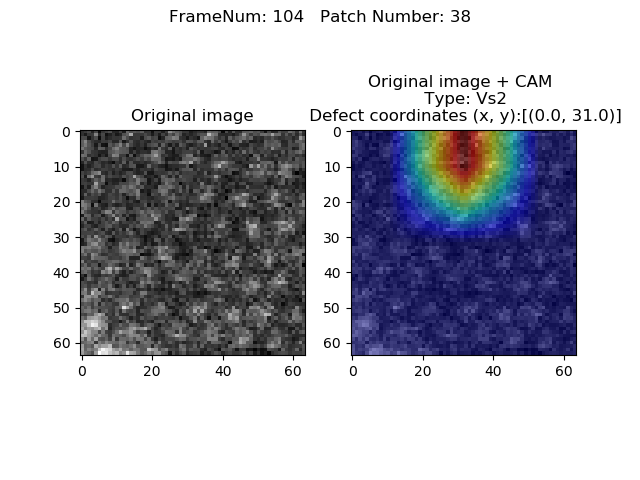 FrameNum: 104   Patch Number: 38
Original image
0
10
20
30
40
50
60
0 20 40 60
Original image + CAM
Type: Vs2
Defect coordinates (x, y):[(0.0, 31.0)]
0
10
20
30
40
50
60
0 20 40 60